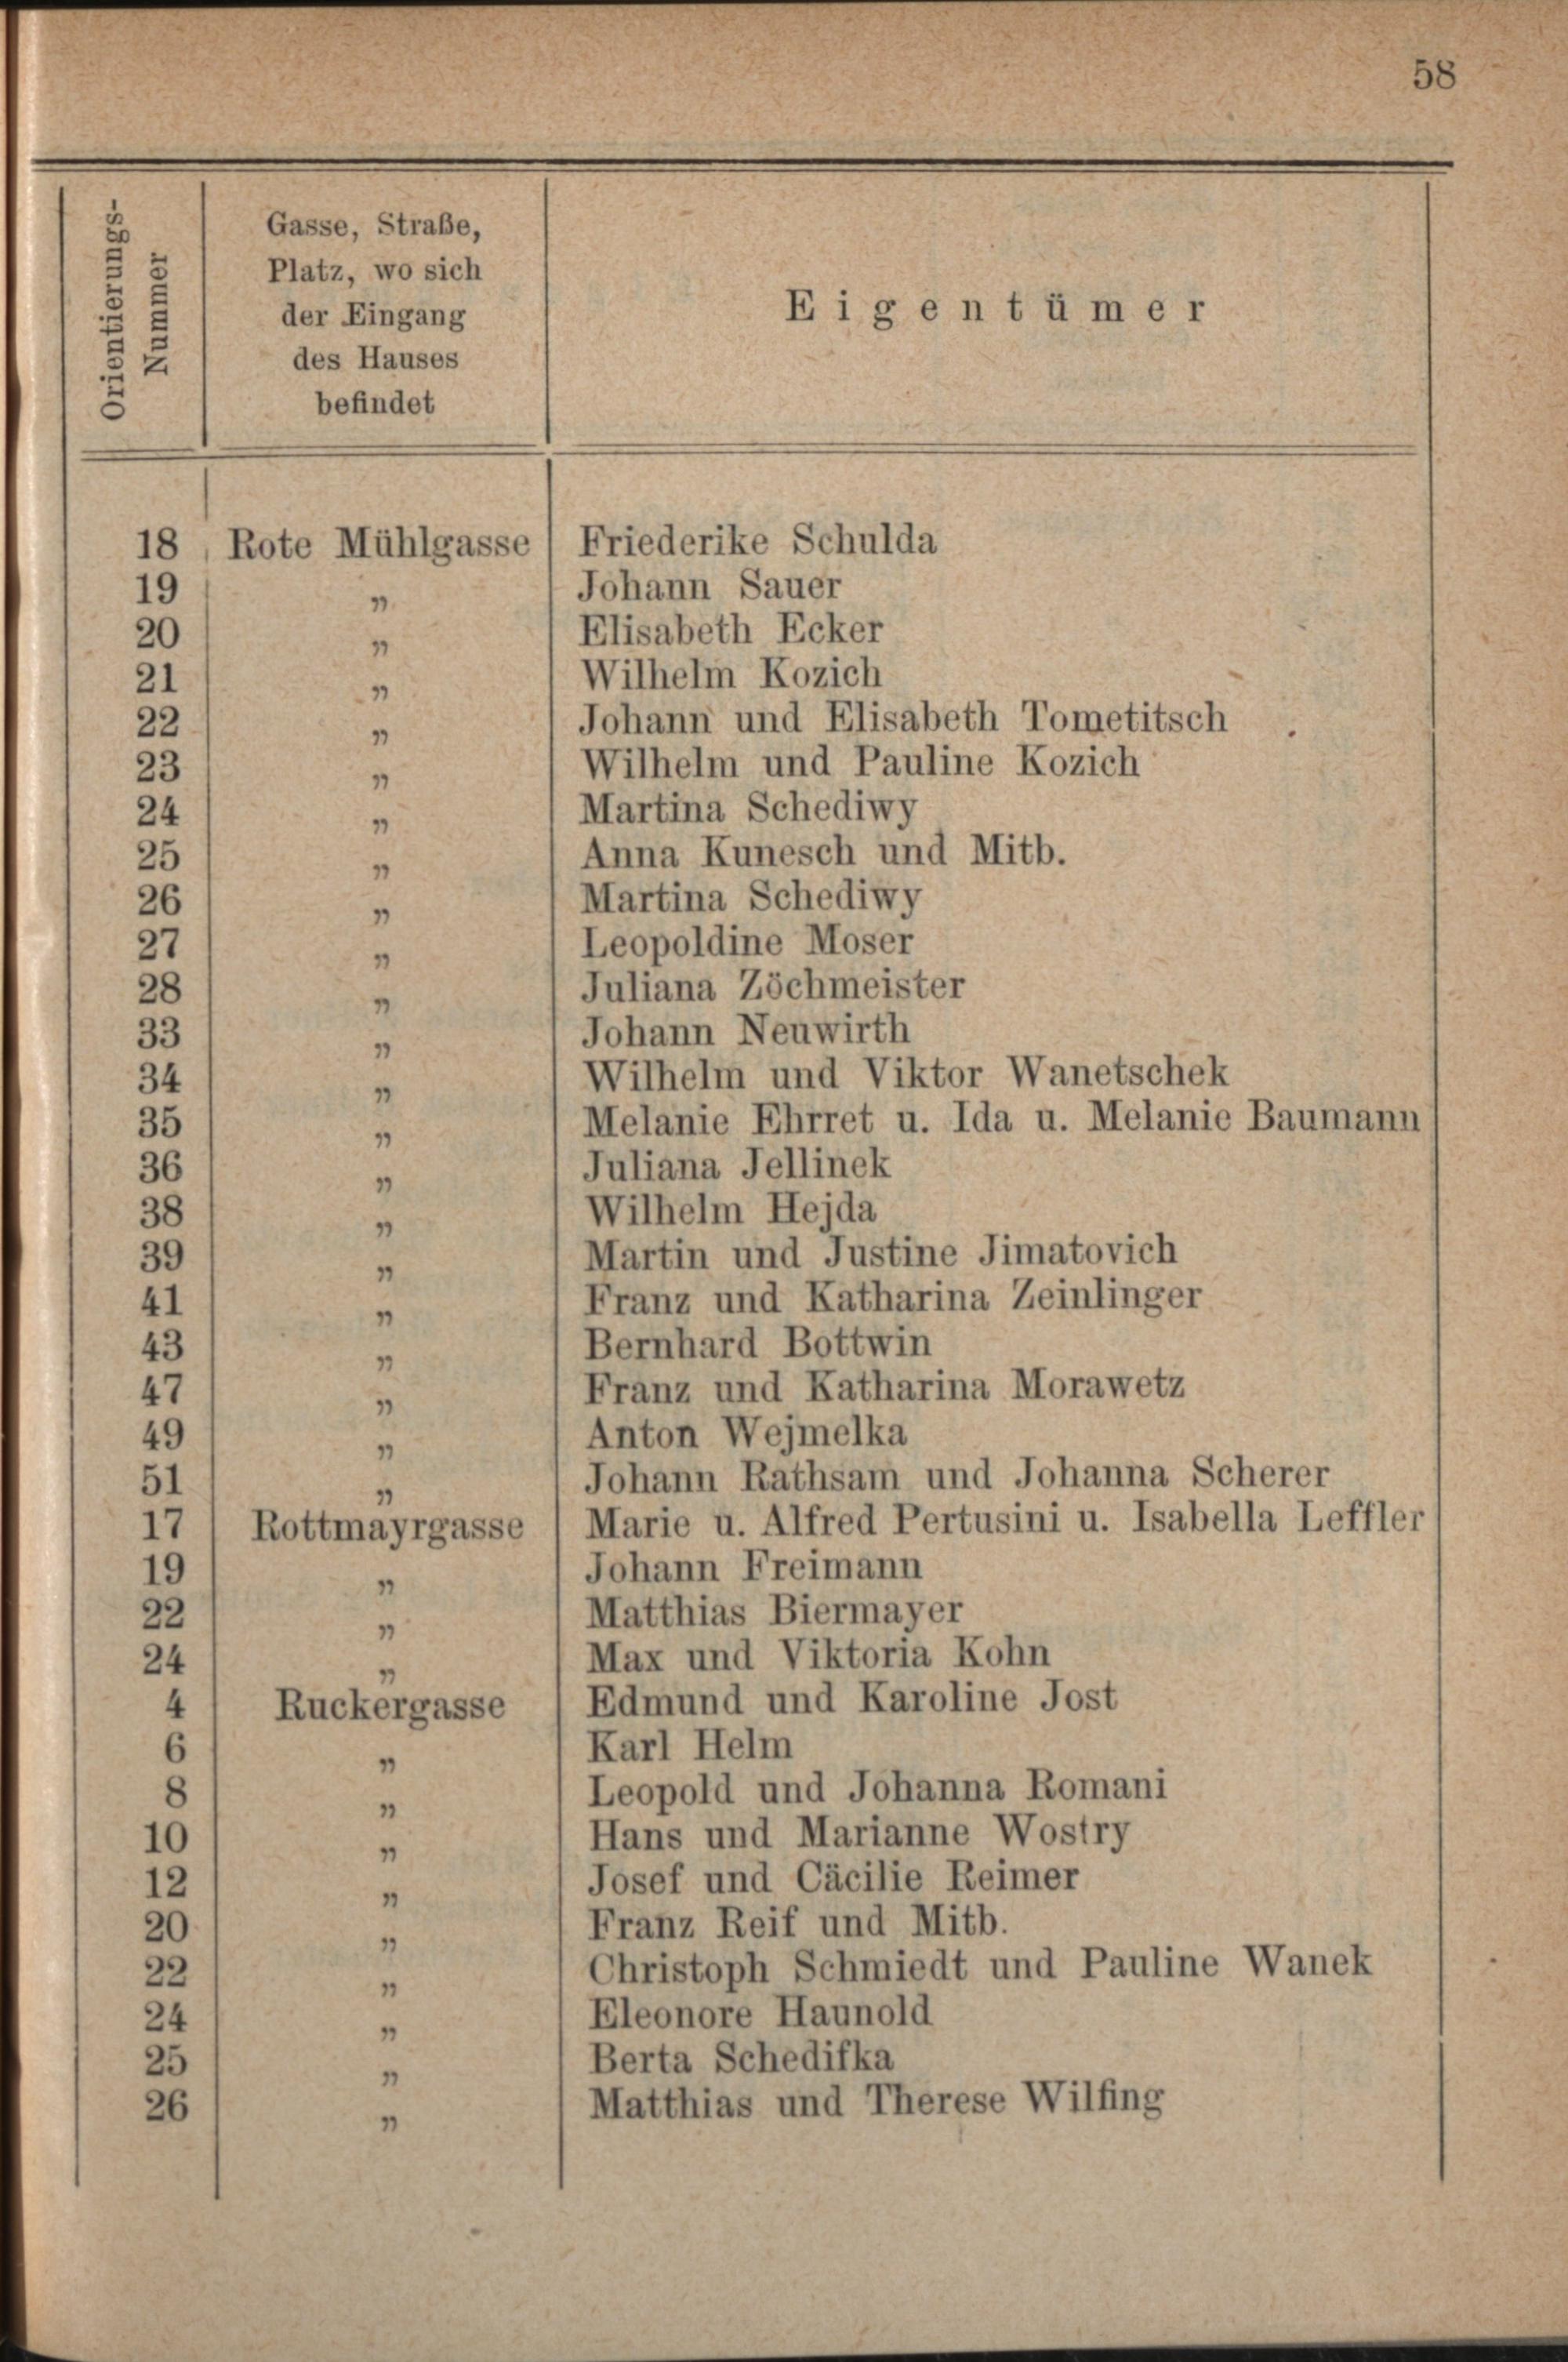 58
Orientierungs-
Nummer
Gasse, Straße,
Platz, wo sich
der Eingang
des Hauses
befindet
Eigentümer
18 Rote Mühlgasse Friederike Schulda
19 „ Johann Sauer
20 „ Elisabeth Ecker
21 „ Wilhelm Kozich
22 „ Johann und Elisabeth Tometitsch
23 „ Wilhelm und Pauline Kozich
24 „ Martina Schediwy
25 „ Anna Kunesch und Mitb.
26 „ Martina Schediwy
27 „ Leopoldine Moser
28 „ Juliana Zöchmeister
33 „ Johann Neuwirth
34 „ Wilhelm und Viktor Wanetschek
35 „ Melanie Ehrret u. Ida u. Melanie Baumann
36 „ Juliana Jellinek
38 „ Wilhelm Hejda
39 „ Martin und Justine Jimatovich
41 „ Franz und Katharina Zeinlinger
43 „ Bernhard Bottwin
47 „ Franz und Katharina Morawetz
49 „ Anton Wejmelka
51 „ Johann Rathsam und Johanna Scherer
17 Rottmayrgasse Marie u. Alfred Pertusini u. Isabella Leffler
19 „ Johann Freimann
22 „ Matthias Biermayer
24 „ Max und Viktoria Kohn
4 Ruckergasse Edmund und Karoline Jost
6 „ Karl Helm
8 „ Leopold und Johanna Romani
10 „ Hans und Marianne Wostry
12 „ Josef und Cäcilie Reimer
20 „ Franz Reif und Mitb.
22 „ Christoph Schmiedt und Pauline Wanek
24 „ Eleonore Haunold
25 „ Berta Schedifka
26 „ Matthias und Therese Wilfing